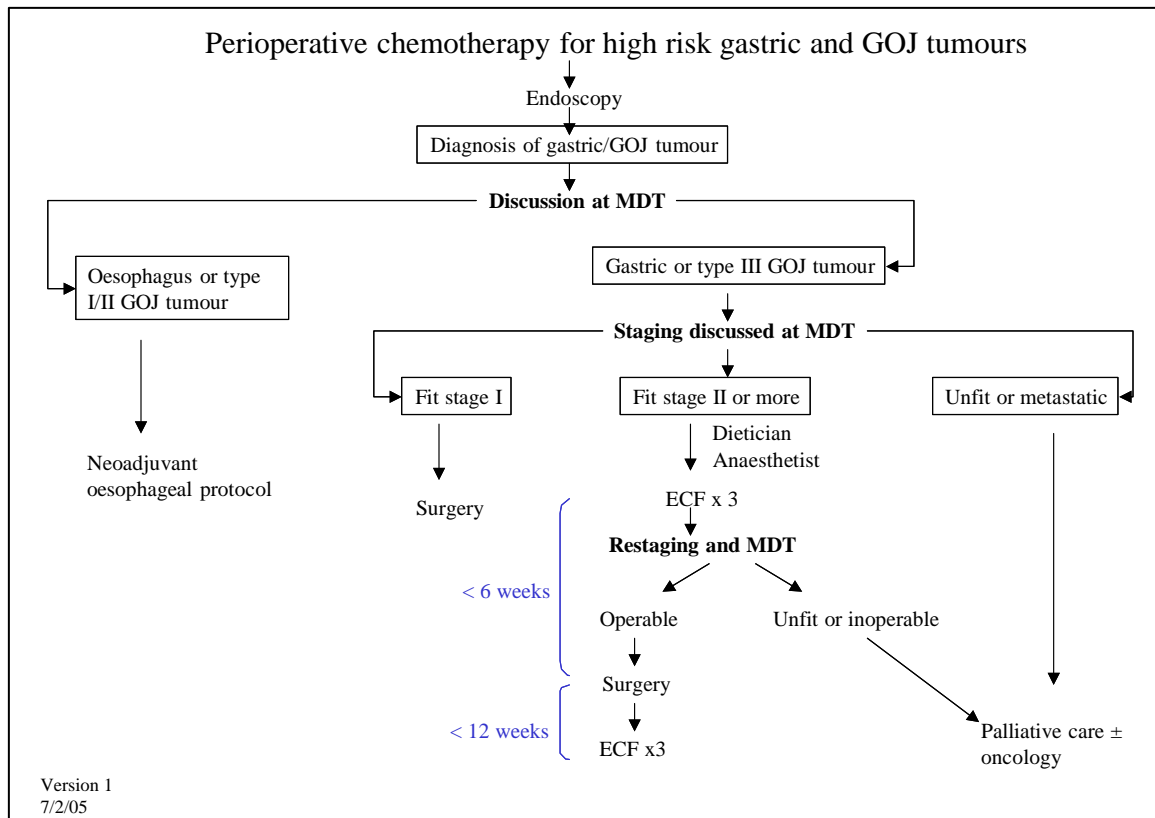 Perioperative chemotherapy for high risk gastric and GOJ tumours
Endoscopy
Diagnosis of gastric/GOJ tumour
Discussion at MDT
Oesophagus or type
I/II GOJ tumour
Gastric or type III GOJ tumour
Staging discussed at MDT
Fit stage I
Fit stage II or more
Unfit or metastatic
Dietician
Anaesthetist
Neoadjuvant
oesophageal protocol
Surgery
ECF x 3
Restaging and MDT
< 6 weeks
Operable
Unfit or inoperable
Surgery
< 12 weeks
ECF x3
Palliative care ±
oncology
Version 1
7/2/05